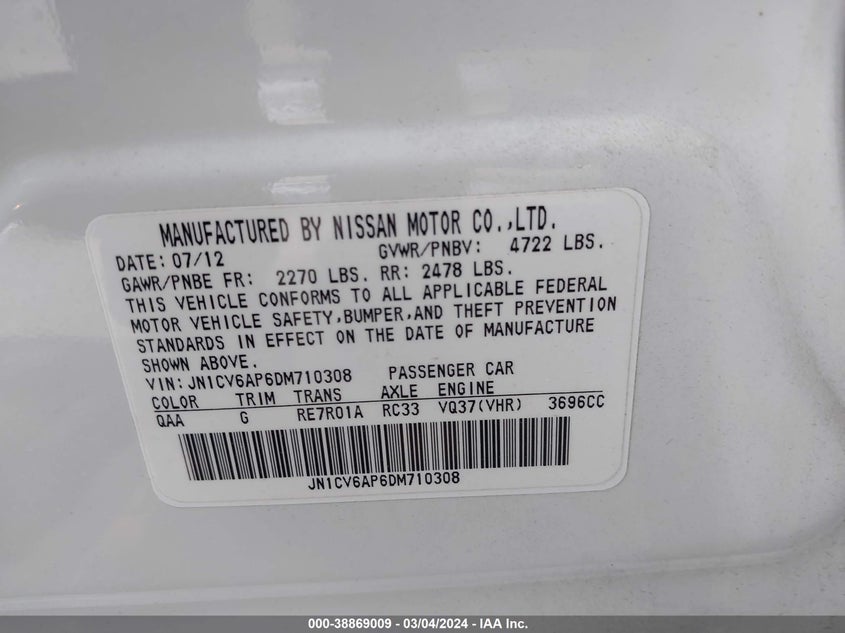 MANUFACTURED BY NISSAN MOTOR CO.,LTD.
DATE: 07/12 GVWR/PNBV: 4722 LBS.
GAWR/PNBE FR: 2270 LBS. RR: 2478 LBS.
THIS VEHICLE CONFORMS TO ALL APPLICABLE FEDERAL
MOTOR VEHICLE SAFETY,BUMPER,AND THEFT PREVENTION
STANDARDS IN EFFECT ON THE DATE OF MANUFACTURE
SHOWN ABOVE.
VIN: JN1CV6AP6DM710308 PASSENGER CAR
COLOR TRIM TRANS AXLE ENGINE
QAA G RE7R01A RC33 VQ37(VHR) 3696CC
JN1CV6AP6DM710308
000-38869009 — 03/04/2024 — IAA Inc.